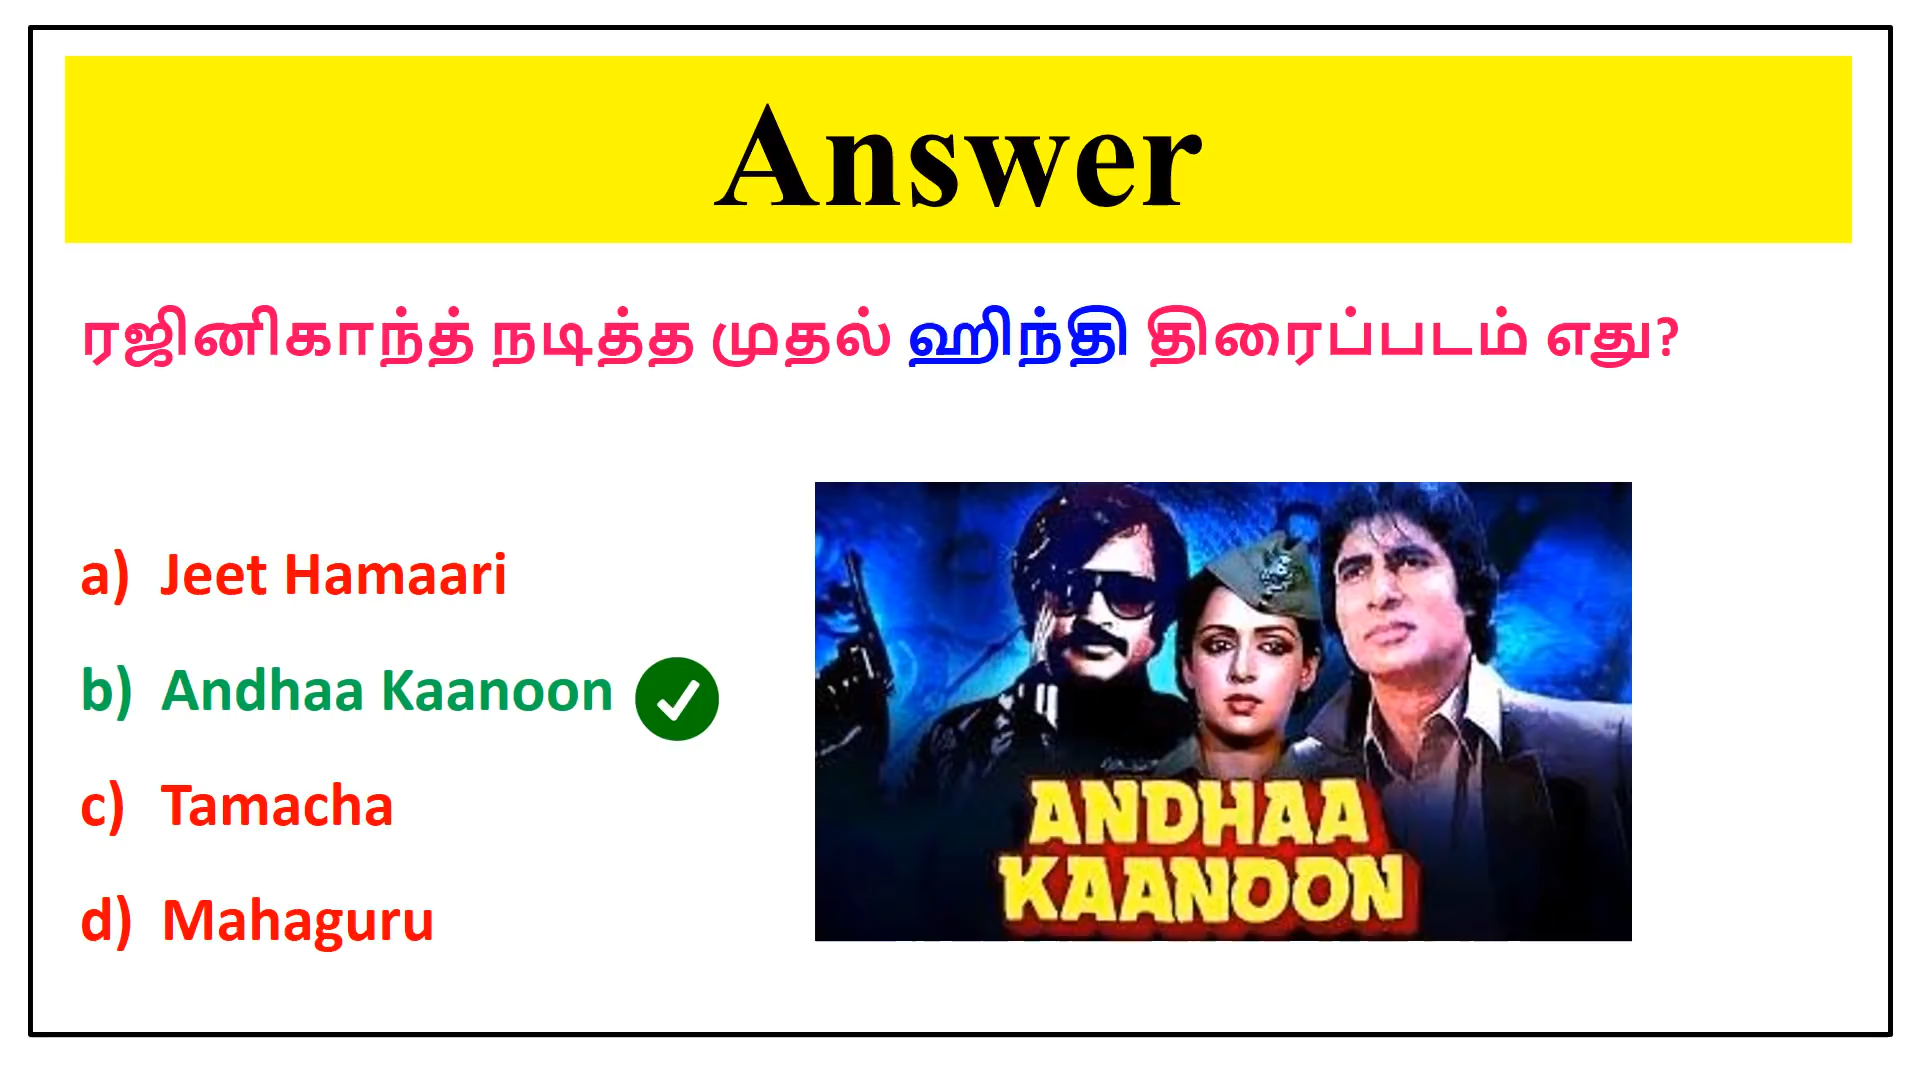 Answer
ரஜினிகாந்த் நடித்த முதல் ஹிந்தி திரைப்படம் எது?
a) Jeet Hamaari
b) Andhaa Kaanoon
c) Tamacha
d) Mahaguru
ANDHAA
KAANOON